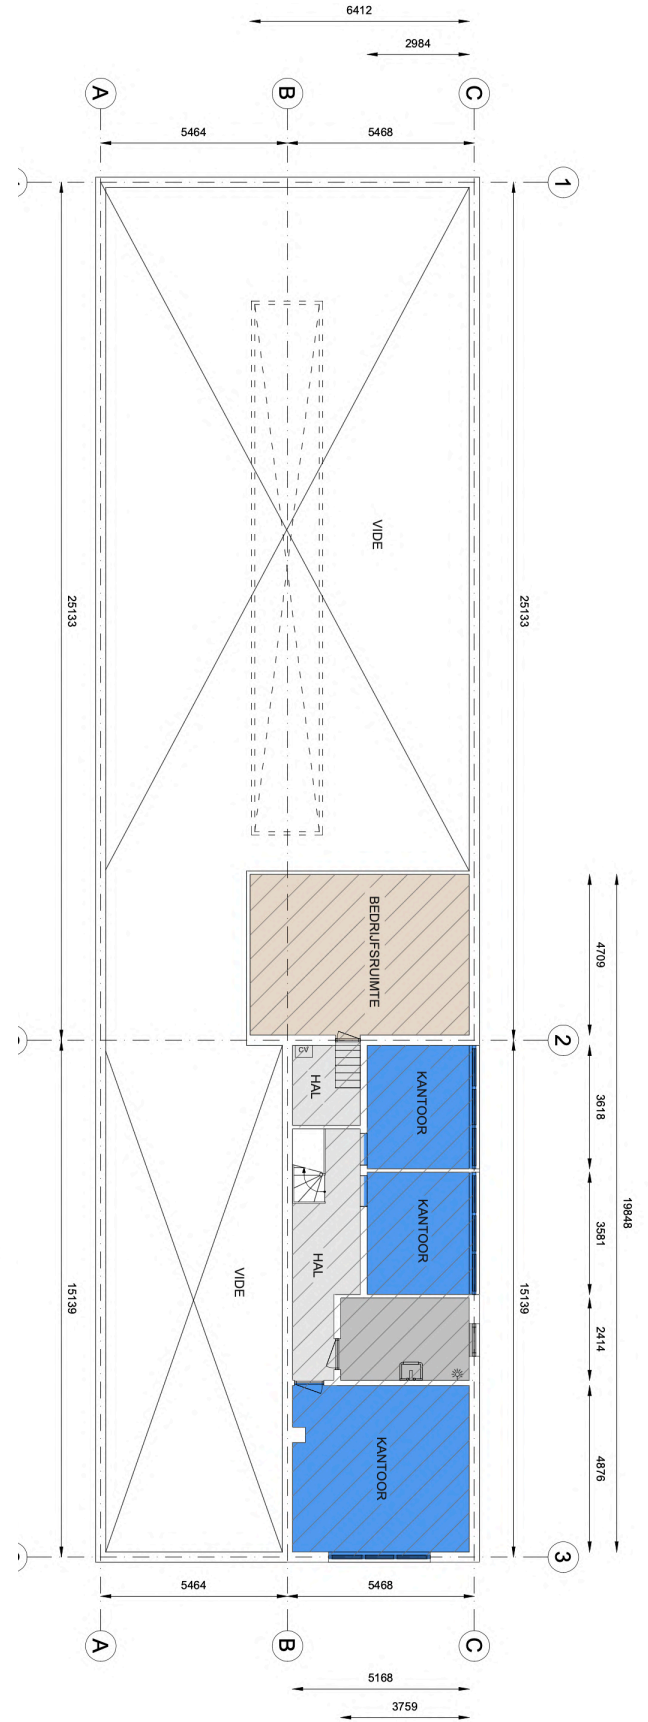 6412
2984
A
B
C
5464
5468
1
VIDE
25133
25133
BEDRIJFSRUIMTE
4709
2
CV
HAL
KANTOOR
3618
KANTOOR
3581
19848
HAL
VIDE
15139
15139
2414
KANTOOR
4876
3
5464
5468
A
B
C
5168
3759